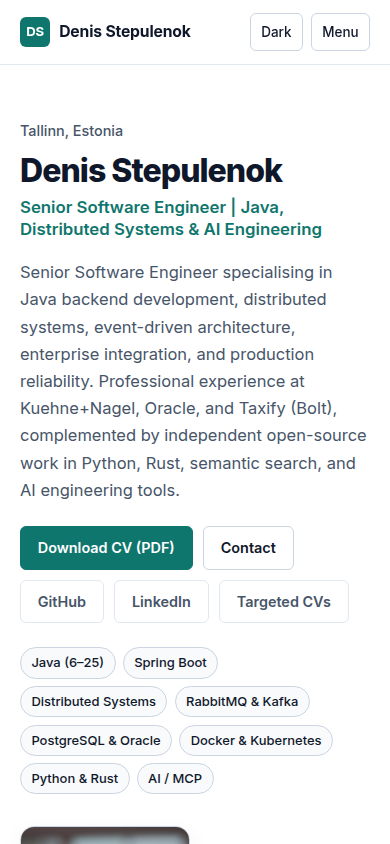 DS Denis Stepulenok Dark Menu
Tallinn, Estonia
Denis Stepulenok
Senior Software Engineer | Java,
Distributed Systems & AI Engineering
Senior Software Engineer specialising in
Java backend development, distributed
systems, event-driven architecture,
enterprise integration, and production
reliability. Professional experience at
Kuehne+Nagel, Oracle, and Taxify (Bolt),
complemented by independent open-source
work in Python, Rust, semantic search, and
AI engineering tools.
Download CV (PDF) Contact
GitHub LinkedIn Targeted CVs
Java (6–25) Spring Boot
Distributed Systems RabbitMQ & Kafka
PostgreSQL & Oracle Docker & Kubernetes
Python & Rust AI / MCP